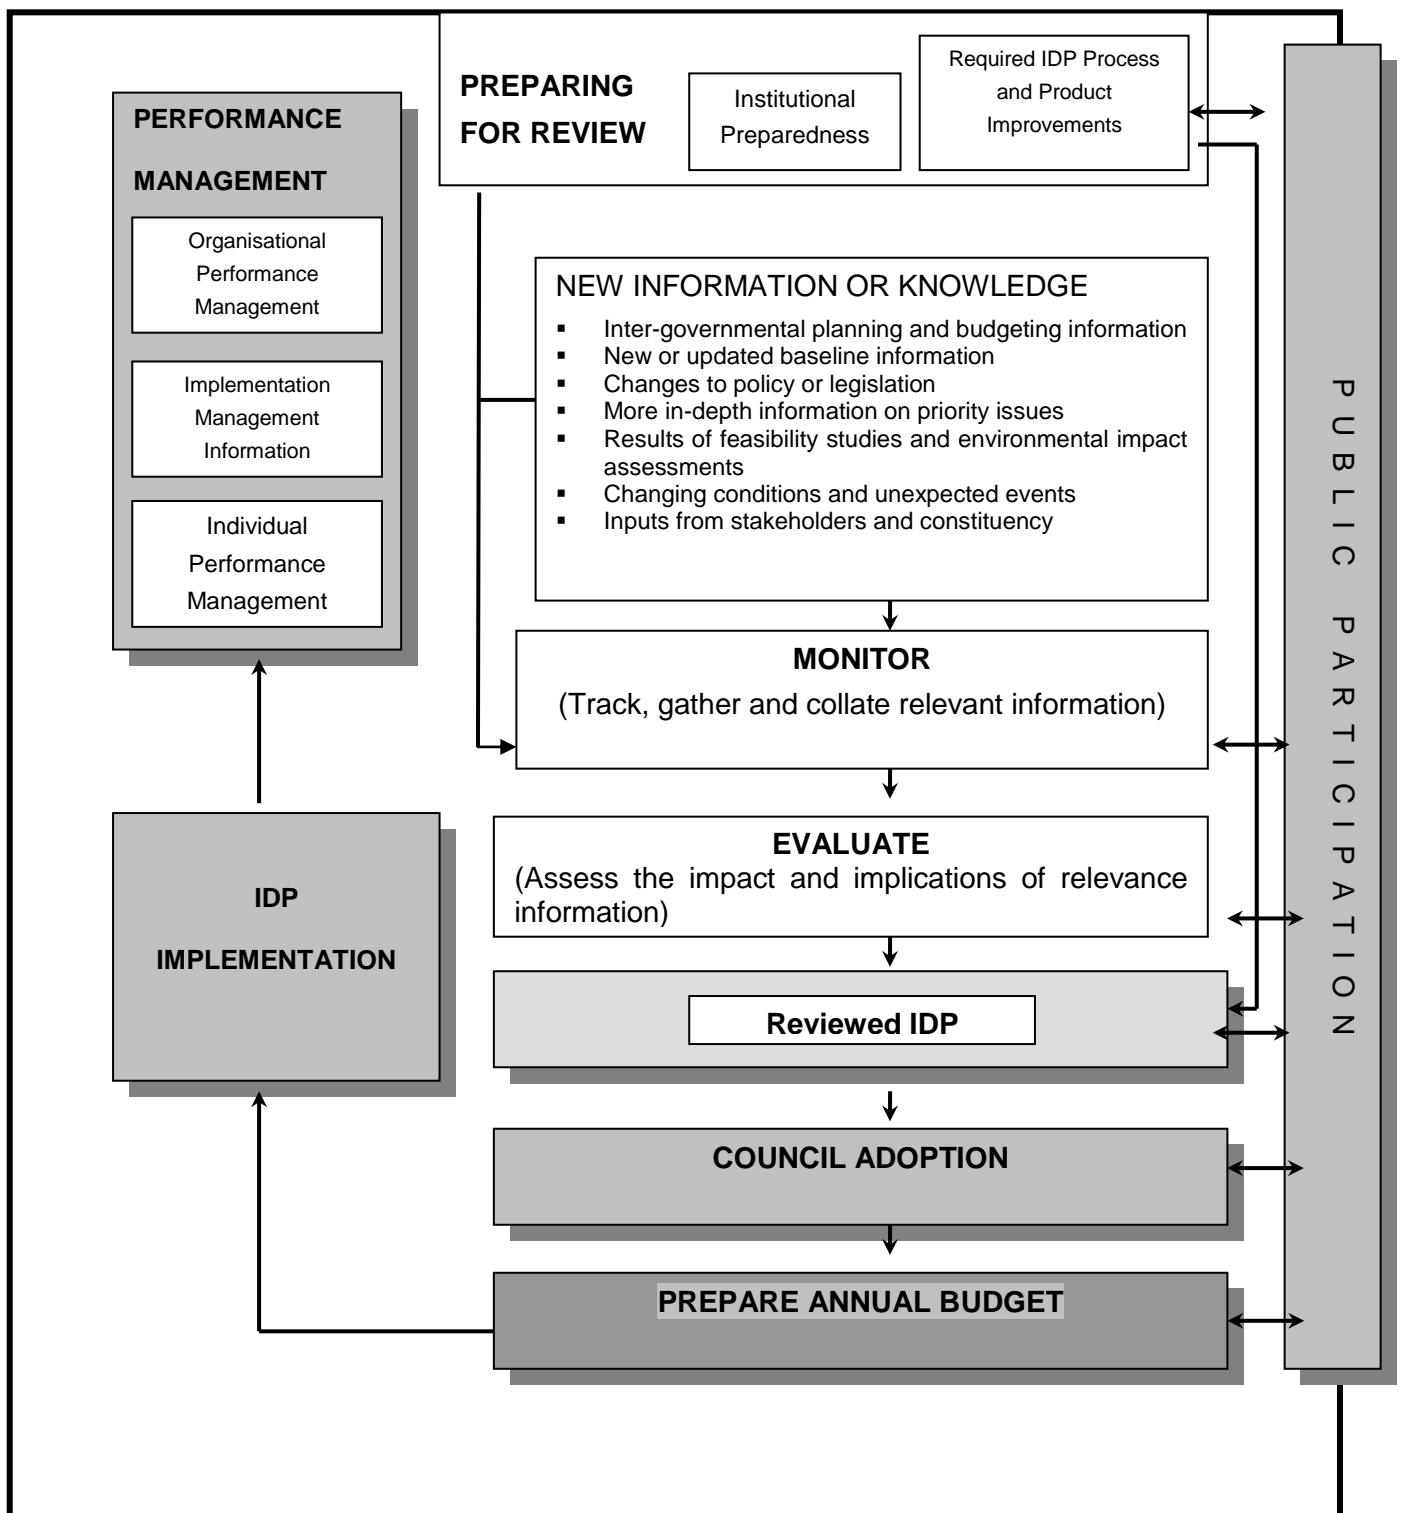 PREPARING
FOR REVIEW
Institutional
Preparedness
Required IDP Process
and Product
Improvements
PERFORMANCE
MANAGEMENT
Organisational
Performance
Management
Implementation
Management
Information
Individual
Performance
Management
NEW INFORMATION OR KNOWLEDGE
▪ Inter-governmental planning and budgeting information
▪ New or updated baseline information
▪ Changes to policy or legislation
▪ More in-depth information on priority issues
▪ Results of feasibility studies and environmental impact
assessments
▪ Changing conditions and unexpected events
▪ Inputs from stakeholders and constituency
MONITOR
(Track, gather and collate relevant information)
EVALUATE
(Assess the impact and implications of relevance
information)
IDP
IMPLEMENTATION
Reviewed IDP
COUNCIL ADOPTION
PREPARE ANNUAL BUDGET
PUBLIC PARTICIPATION